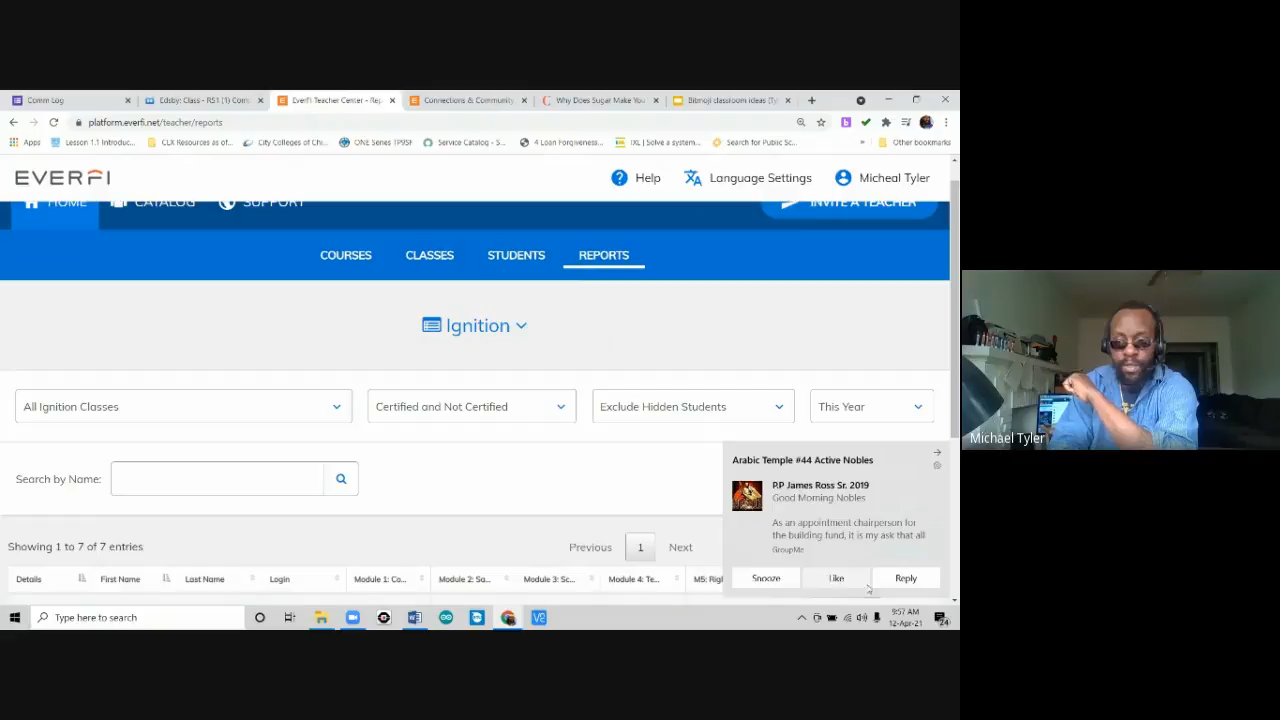 Comm Log
Edsby: Class - RS1 (1) Com
EverFi Teacher Center - Rep
Connections & Community
Why Does Sugar Make You
Bitmoji classroom ideas (Ty
platform.everfi.net/teacher/reports
Apps
Lesson 1.1 Introduc...
CLX Resources as of...
City Colleges of Chi...
ONE Series TP95F
Service Catalog - S...
4 Loan Forgiveness...
IXL | Solve a system...
Search for Public Sc...
»
Other bookmarks
EVERFI
Help
Language Settings
Micheal Tyler
HOME
CATALOG
SUPPORT
INVITE A TEACHER
COURSES
CLASSES
STUDENTS
REPORTS
Ignition
All Ignition Classes
Certified and Not Certified
Exclude Hidden Students
This Year
Search by Name:
Arabic Temple #44 Active Nobles
P.P James Ross Sr. 2019
Good Morning Nobles
As an appointment chairperson for
the building fund, it is my ask that all
GroupMe
Snooze
Like
Reply
Showing 1 to 7 of 7 entries
Previous
1
Next
Details
First Name
Last Name
Login
Module 1: Co...
Module 2: Sa...
Module 3: Sc...
Module 4: Te...
M5: Righ
Type here to search
9:57 AM
12-Apr-21
24
Michael Tyler